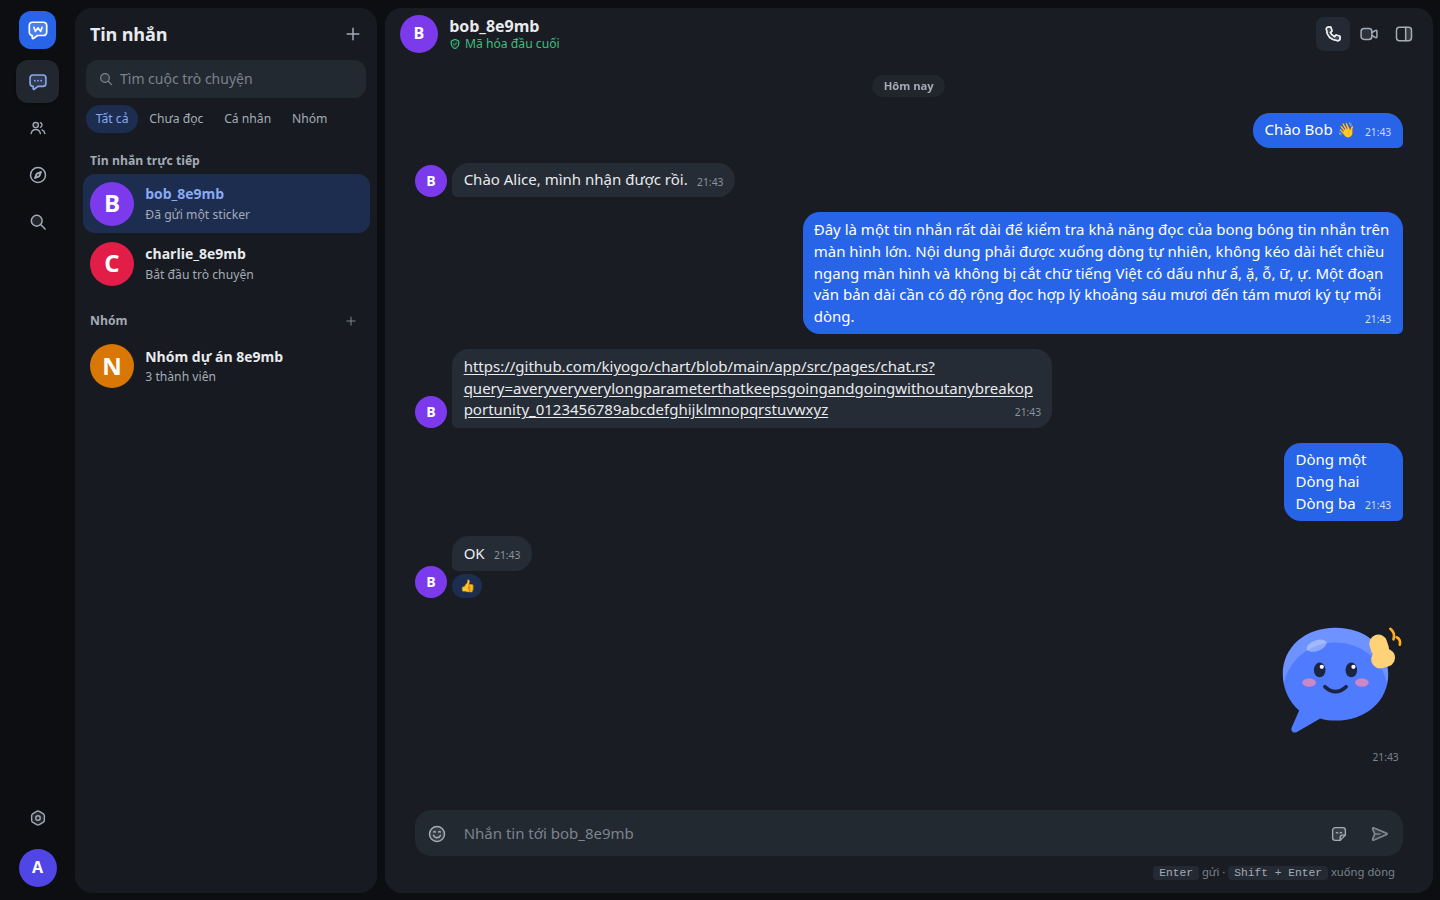 Tin nhắn
Tìm cuộc trò chuyện
Tất cả
Chưa đọc
Cá nhân
Nhóm
Tin nhắn trực tiếp
B
bob_8e9mb
Đã gửi một sticker
C
charlie_8e9mb
Bắt đầu trò chuyện
Nhóm
N
Nhóm dự án 8e9mb
3 thành viên
A
B
bob_8e9mb
Mã hóa đầu cuối
Hôm nay
Chào Bob 👋 21:43
B
Chào Alice, mình nhận được rồi. 21:43
Đây là một tin nhắn rất dài để kiểm tra khả năng đọc của bong bóng tin nhắn trên
màn hình lớn. Nội dung phải được xuống dòng tự nhiên, không kéo dài hết chiều
ngang màn hình và không bị cắt chữ tiếng Việt có dấu như ấ, ặ, ỗ, ữ, ự. Một đoạn
văn bản dài cần có độ rộng đọc hợp lý khoảng sáu mươi đến tám mươi ký tự mỗi
dòng. 21:43
https://github.com/kiyogo/chart/blob/main/app/src/pages/chat.rs?
query=averyveryverylongparameterthatkeepsgoingandgoingwithoutanybreakop
B
portunity_0123456789abcdefghijklmnopqrstuvwxyz 21:43
Dòng một
Dòng hai
Dòng ba 21:43
OK 21:43
B
👍
21:43
Nhắn tin tới bob_8e9mb
Enter gửi · Shift + Enter xuống dòng